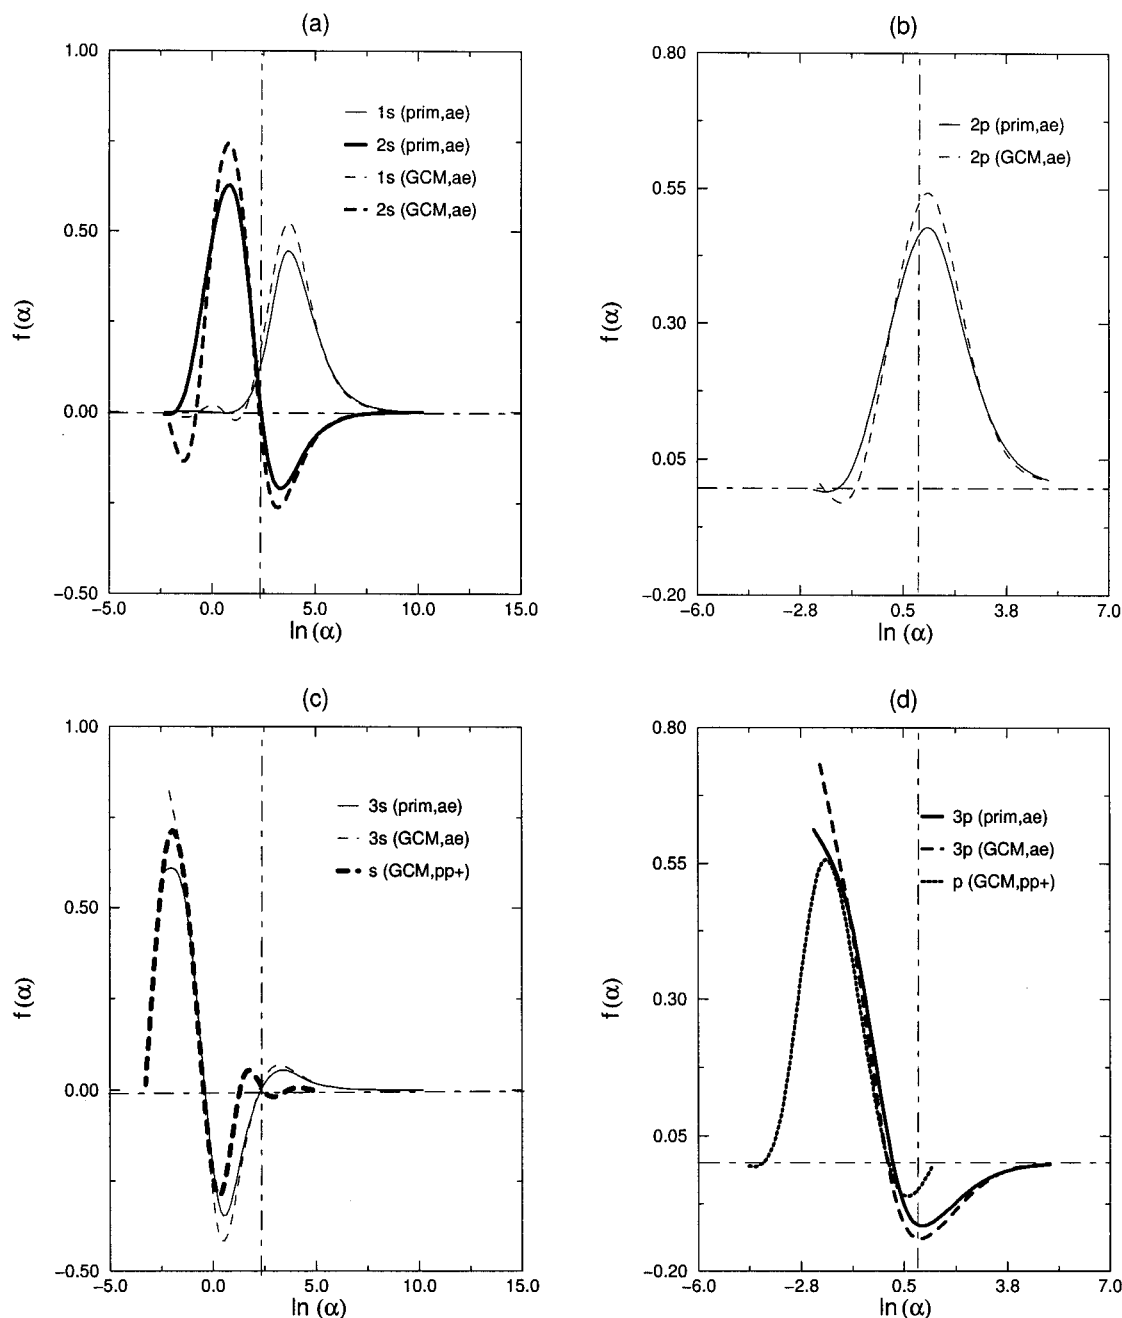 (a)
1.00
0.50
0.00
−0.50
f (α)
1s (prim,ae)
2s (prim,ae)
1s (GCM,ae)
2s (GCM,ae)
−5.0 0.0 5.0 10.0 15.0
ln (α)
(b)
0.80
0.55
0.30
0.05
−0.20
f (α)
2p (prim,ae)
2p (GCM,ae)
−6.0 −2.8 0.5 3.8 7.0
ln (α)
(c)
1.00
0.50
0.00
−0.50
f (α)
3s (prim,ae)
3s (GCM,ae)
s (GCM,pp+)
−5.0 0.0 5.0 10.0 15.0
ln (α)
(d)
0.80
0.55
0.30
0.05
−0.20
f (α)
3p (prim,ae)
3p (GCM,ae)
p (GCM,pp+)
−6.0 −2.8 0.5 3.8 7.0
ln (α)